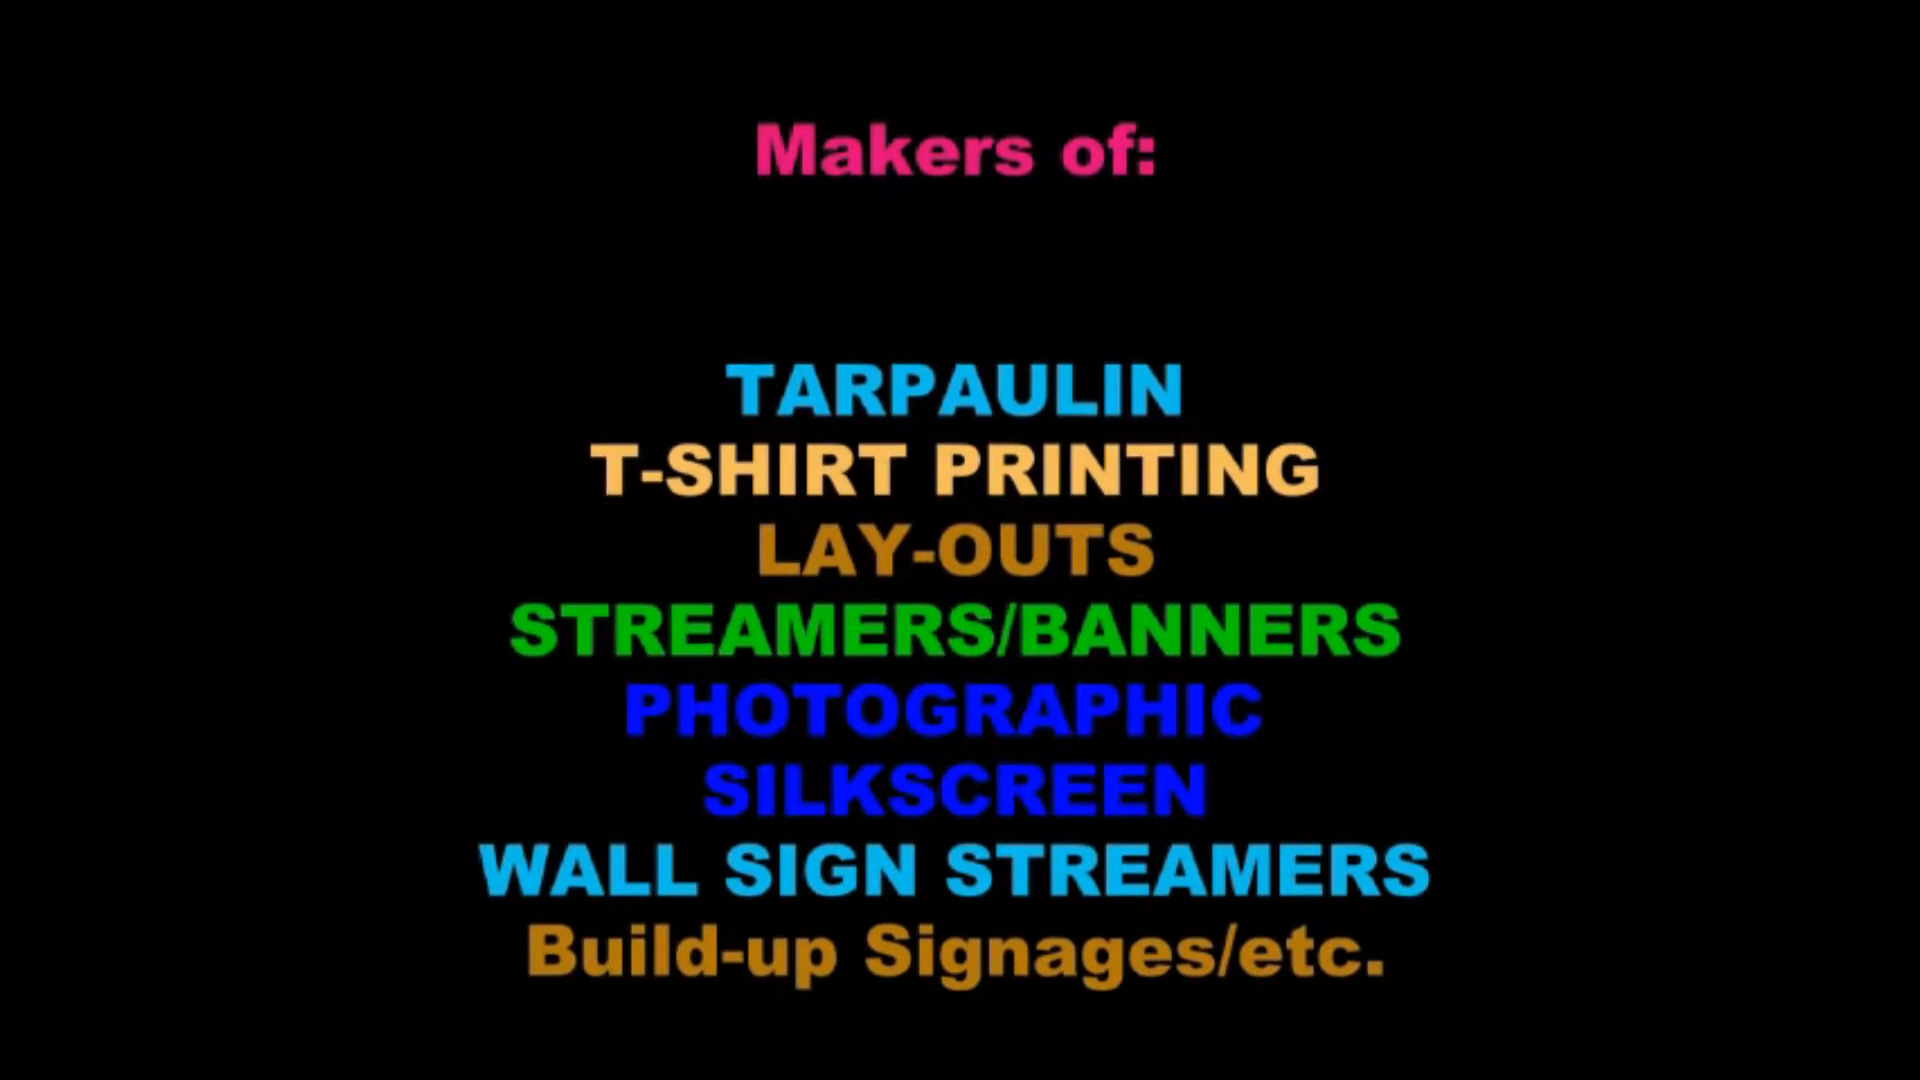 Makers of:
TARPAULIN
T-SHIRT PRINTING
LAY-OUTS
STREAMERS/BANNERS
PHOTOGRAPHIC
SILKSCREEN
WALL SIGN STREAMERS
Build-up Signages/etc.